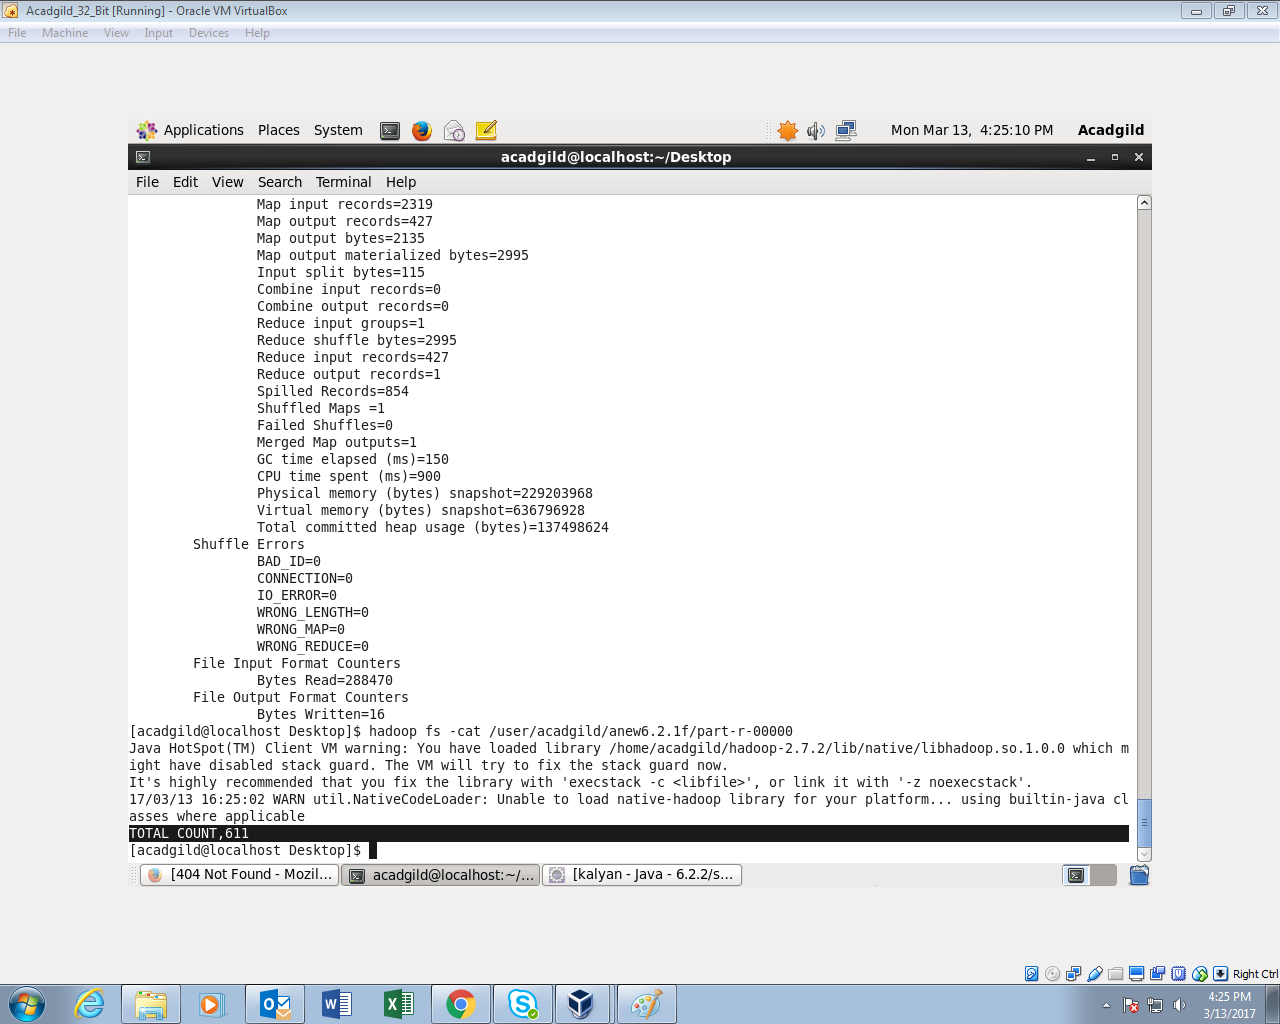 Acadgild_32_Bit [Running] - Oracle VM VirtualBox
File Machine View Input Devices Help
Applications Places System Mon Mar 13, 4:25:10 PM Acadgild
acadgild@localhost:~/Desktop
File Edit View Search Terminal Help
Map input records=2319
Map output records=427
Map output bytes=2135
Map output materialized bytes=2995
Input split bytes=115
Combine input records=0
Combine output records=0
Reduce input groups=1
Reduce shuffle bytes=2995
Reduce input records=427
Reduce output records=1
Spilled Records=854
Shuffled Maps =1
Failed Shuffles=0
Merged Map outputs=1
GC time elapsed (ms)=150
CPU time spent (ms)=900
Physical memory (bytes) snapshot=229203968
Virtual memory (bytes) snapshot=636796928
Total committed heap usage (bytes)=137498624
Shuffle Errors
BAD_ID=0
CONNECTION=0
IO_ERROR=0
WRONG_LENGTH=0
WRONG_MAP=0
WRONG_REDUCE=0
File Input Format Counters
Bytes Read=288470
File Output Format Counters
Bytes Written=16
[acadgild@localhost Desktop]$ hadoop fs -cat /user/acadgild/anew6.2.1f/part-r-00000
Java HotSpot(TM) Client VM warning: You have loaded library /home/acadgild/hadoop-2.7.2/lib/native/libhadoop.so.1.0.0 which m
ight have disabled stack guard. The VM will try to fix the stack guard now.
It's highly recommended that you fix the library with 'execstack -c <libfile>', or link it with '-z noexecstack'.
17/03/13 16:25:02 WARN util.NativeCodeLoader: Unable to load native-hadoop library for your platform... using builtin-java cl
asses where applicable
TOTAL COUNT,611
[acadgild@localhost Desktop]$
[404 Not Found - Mozil... acadgild@localhost:~/... [kalyan - Java - 6.2.2/s...
Right Ctrl
4:25 PM
3/13/2017